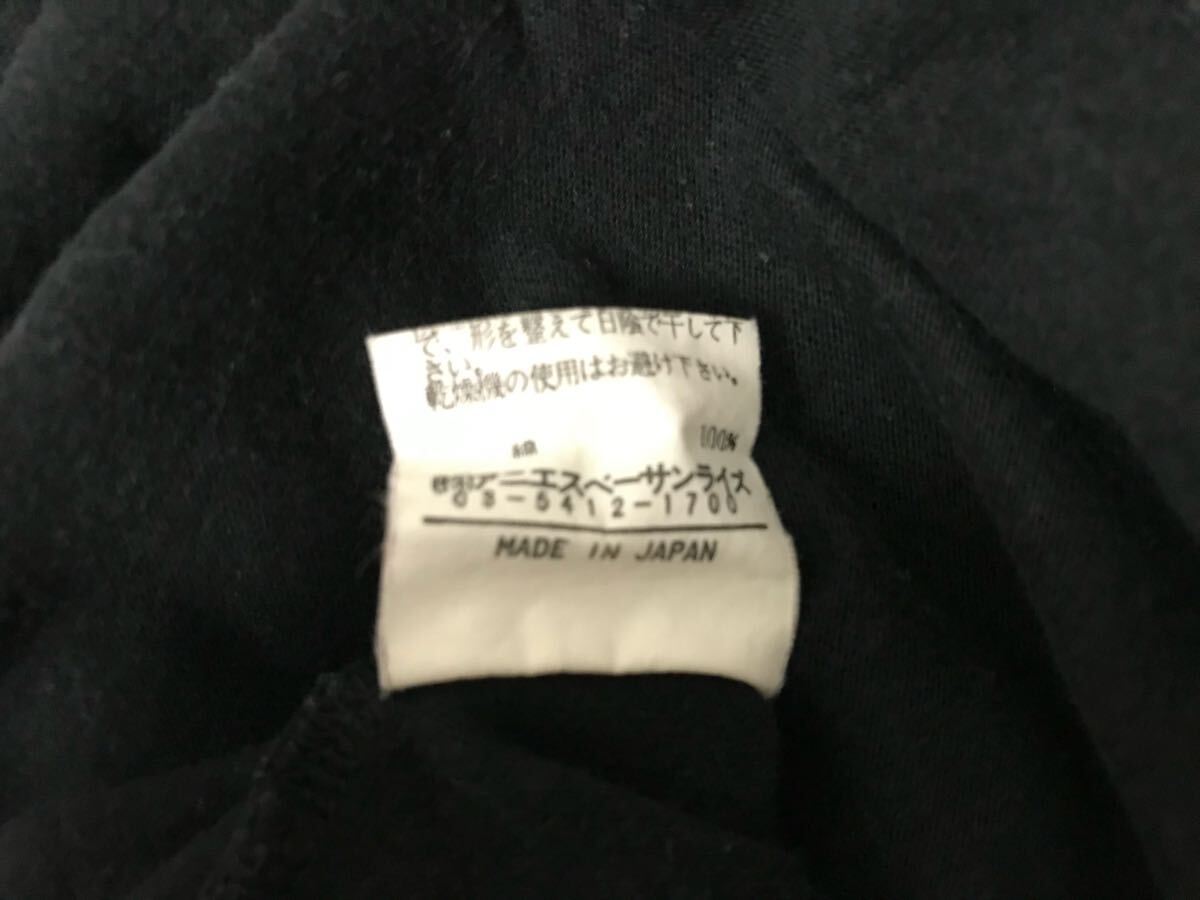 で、形を整えて日陰で干して下
さい。
乾燥機の使用はお避け下さい。
綿 100%
㈱アニエスベーサンライズ
03-5412-1700
MADE IN JAPAN